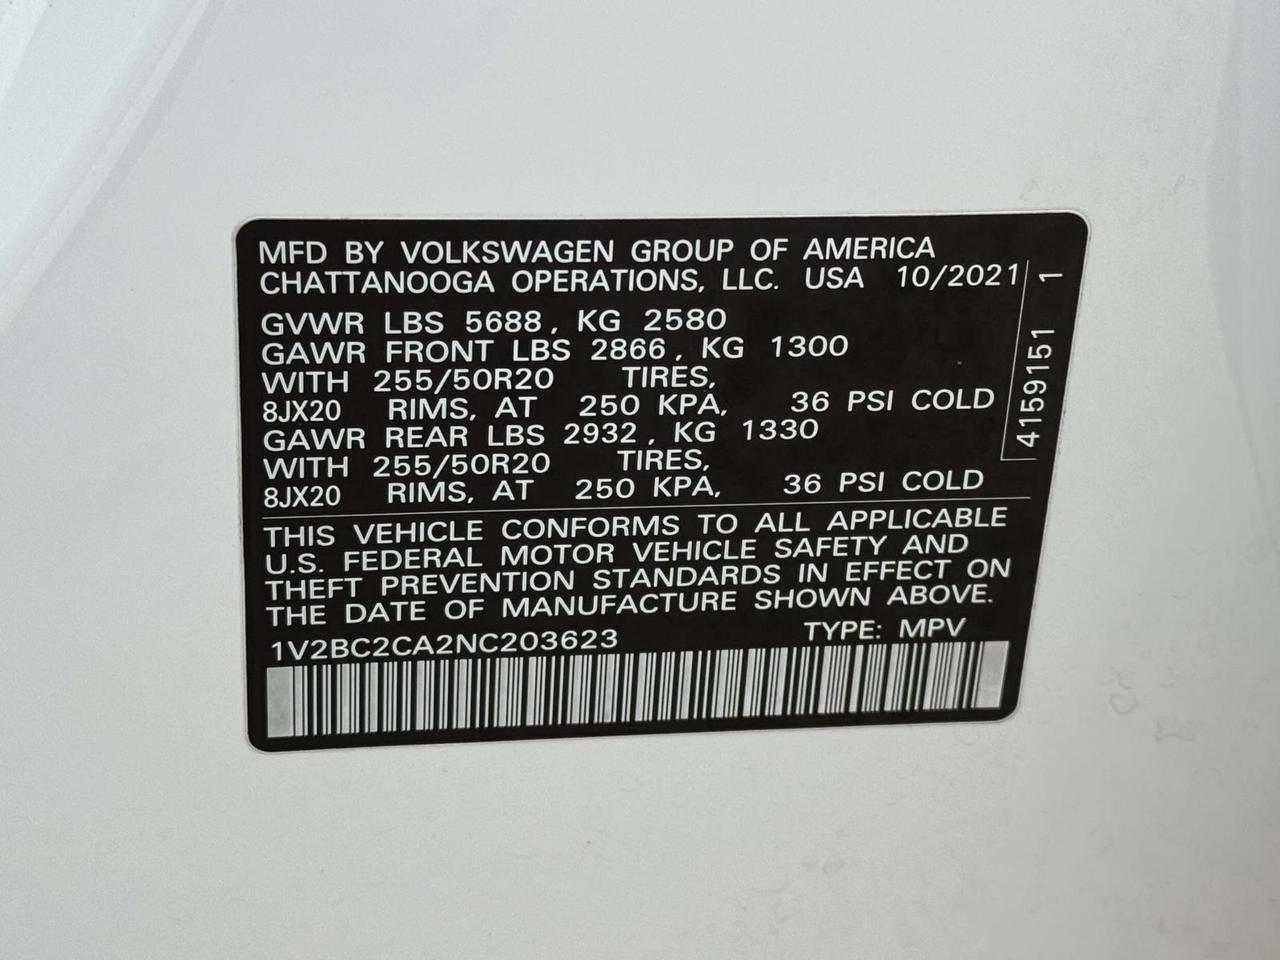 MFD BY VOLKSWAGEN GROUP OF AMERICA
CHATTANOOGA OPERATIONS, LLC. USA 10/2021
GVWR LBS 5688, KG 2580
GAWR FRONT LBS 2866, KG 1300
WITH 255/50R20 TIRES,
8JX20 RIMS, AT 250 KPA, 36 PSI COLD
GAWR REAR LBS 2932, KG 1330
WITH 255/50R20 TIRES,
8JX20 RIMS, AT 250 KPA, 36 PSI COLD
THIS VEHICLE CONFORMS TO ALL APPLICABLE
U.S. FEDERAL MOTOR VEHICLE SAFETY AND
THEFT PREVENTION STANDARDS IN EFFECT ON
THE DATE OF MANUFACTURE SHOWN ABOVE.
1V2BC2CA2NC203623 TYPE: MPV
4159151 1